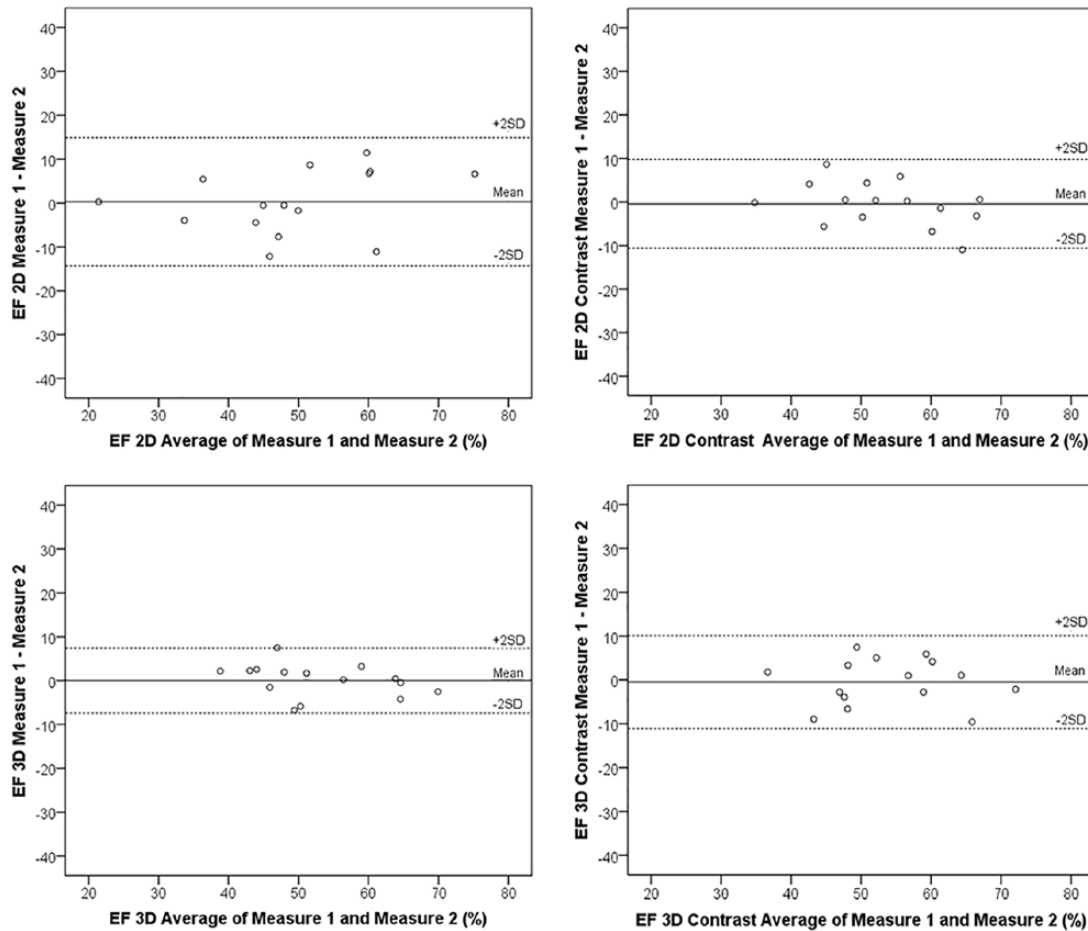 40
30
20
10
0
-10
-20
-30
-40
EF 2D Measure 1 - Measure 2
+2SD
Mean
-2SD
20 30 40 50 60 70 80
EF 2D Average of Measure 1 and Measure 2 (%)
40
30
20
10
0
-10
-20
-30
-40
EF 2D Contrast Measure 1 - Measure 2
+2SD
Mean
-2SD
20 30 40 50 60 70 80
EF 2D Contrast Average of Measure 1 and Measure 2 (%)
40
30
20
10
0
-10
-20
-30
-40
EF 3D Measure 1 - Measure 2
+2SD
Mean
-2SD
20 30 40 50 60 70 80
EF 3D Average of Measure 1 and Measure 2 (%)
40
30
20
10
0
-10
-20
-30
-40
EF 3D Contrast Measure 1 - Measure 2
+2SD
Mean
-2SD
20 30 40 50 60 70 80
EF 3D Contrast Average of Measure 1 and Measure 2 (%)